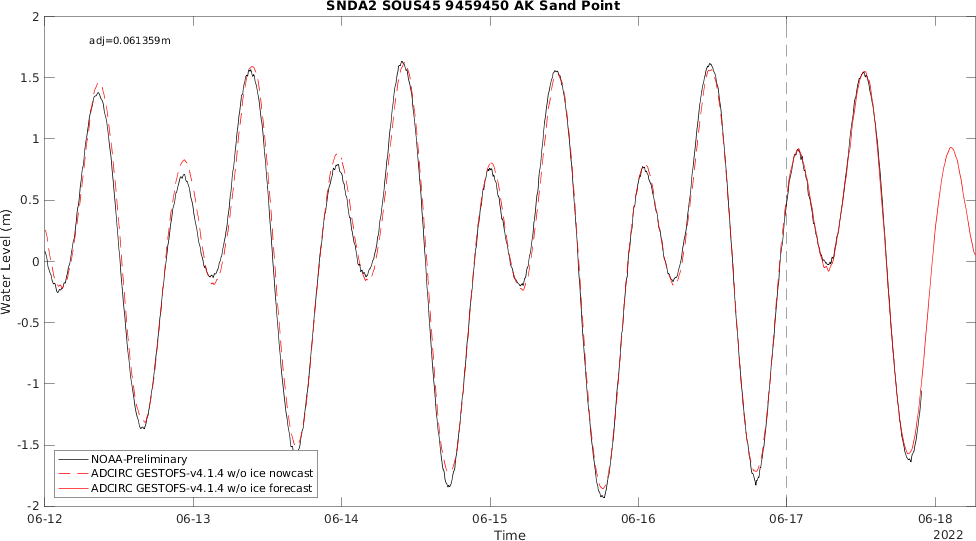 SNDA2 SOUS45 9459450 AK Sand Point
adj=0.061359m
Water Level (m)
2
1.5
1
0.5
0
-0.5
-1
-1.5
-2
NOAA-Preliminary
ADCIRC GESTOFS-v4.1.4 w/o ice nowcast
ADCIRC GESTOFS-v4.1.4 w/o ice forecast
06-12 06-13 06-14 06-15 06-16 06-17 06-18
Time
2022